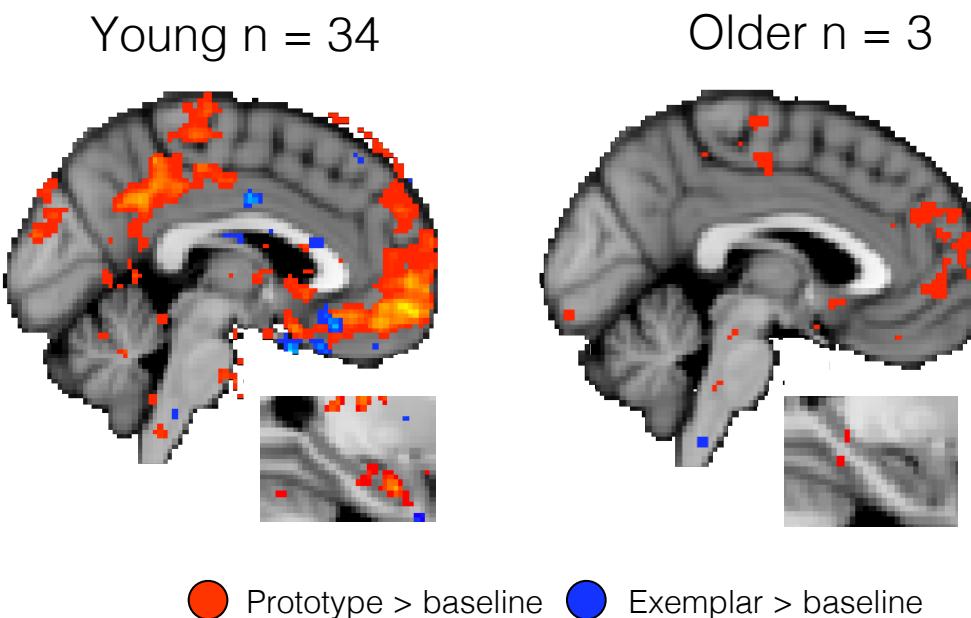 Young n = 34
Older n = 3
Prototype > baseline
Exemplar > baseline